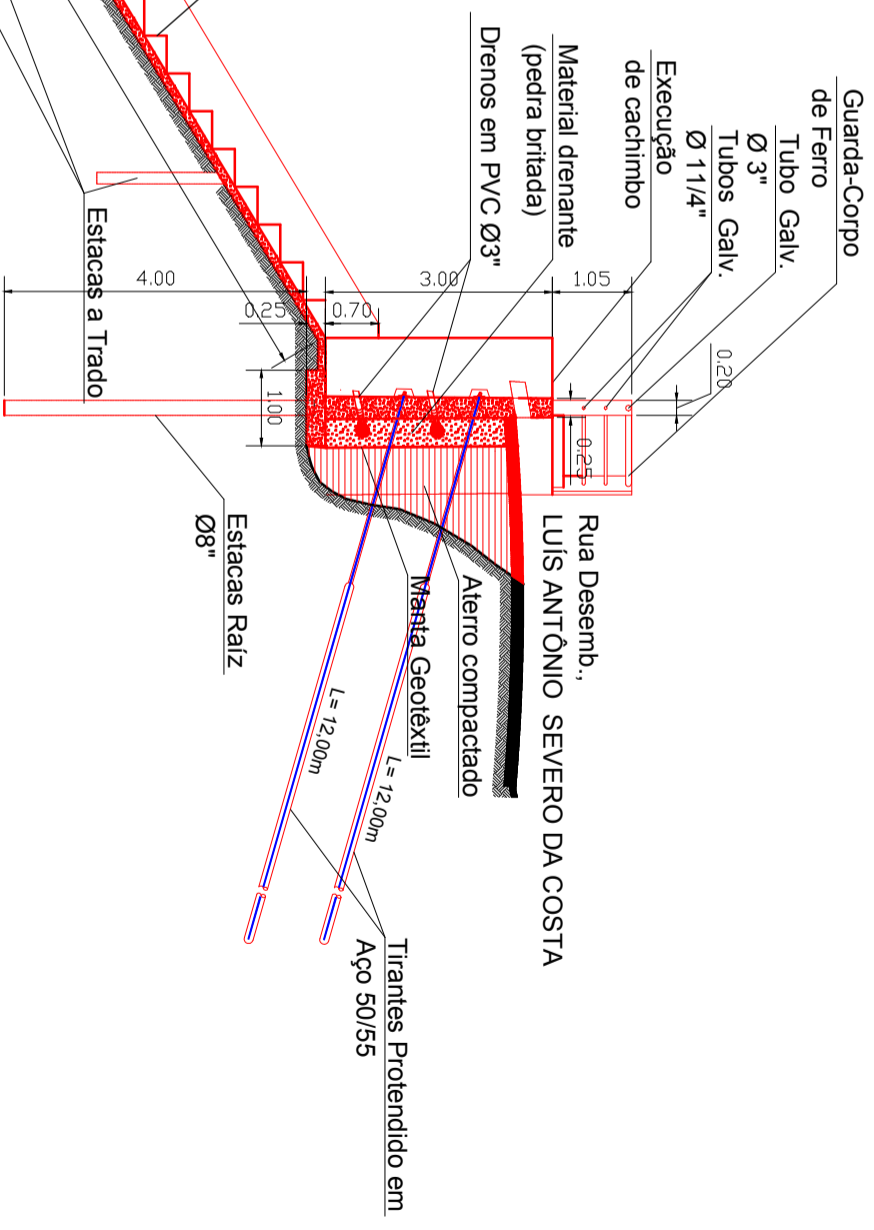 Guarda-Corpo
de Ferro
Tubo Galv.
Ø 3"
Tubos Galv.
Ø 11/4"
Execução
de cachimbo
Material drenante
(pedra britada)
Drenos em PVC Ø3"
4.00
3.00
1.05
0.25
0.70
0.20
1.00
0.25
Estacas a Trado
Estacas Raíz
Ø8"
Rua Desemb.,
LUÍS ANTÔNIO SEVERO DA COSTA
Aterro compactado
Manta Geotêxtil
L= 12,00m
L= 12,00m
Tirantes Protendido em
Aço 50/55